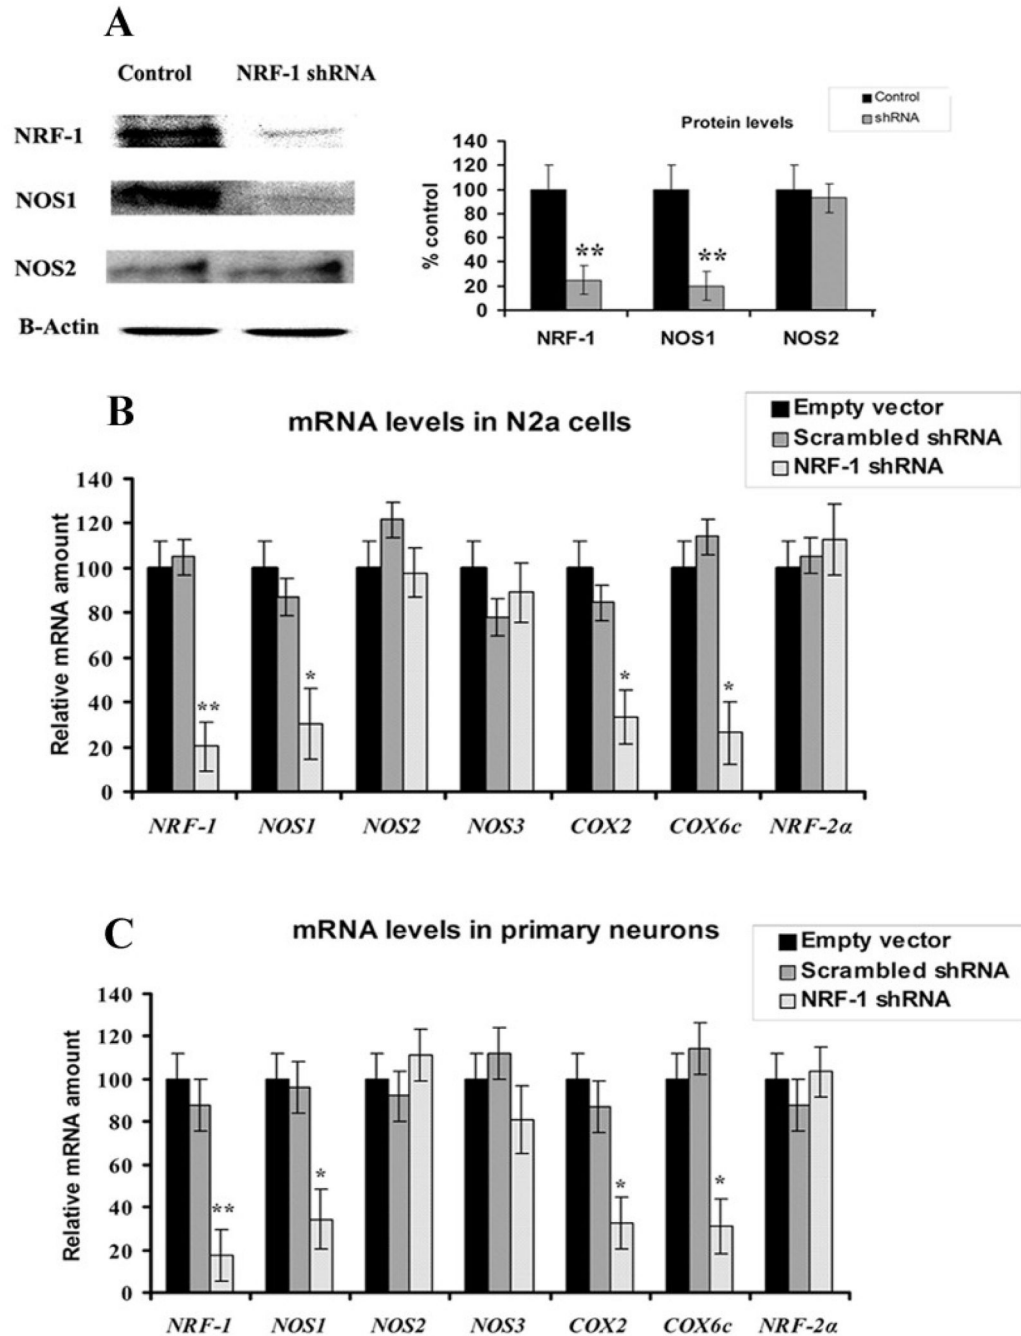 A
Control NRF-1 shRNA
NRF-1
NOS1
NOS2
B-Actin
Control
shRNA
Protein levels
% control
140
120
100
80
60
40
20
0
** **
NRF-1 NOS1 NOS2
B
mRNA levels in N2a cells
Empty vector
Scrambled shRNA
NRF-1 shRNA
Relative mRNA amount
140
120
100
80
60
40
20
0
** * * *
NRF-1 NOS1 NOS2 NOS3 COX2 COX6c NRF-2α
C
mRNA levels in primary neurons
Empty vector
Scrambled shRNA
NRF-1 shRNA
Relative mRNA amount
140
120
100
80
60
40
20
0
** * * *
NRF-1 NOS1 NOS2 NOS3 COX2 COX6c NRF-2α